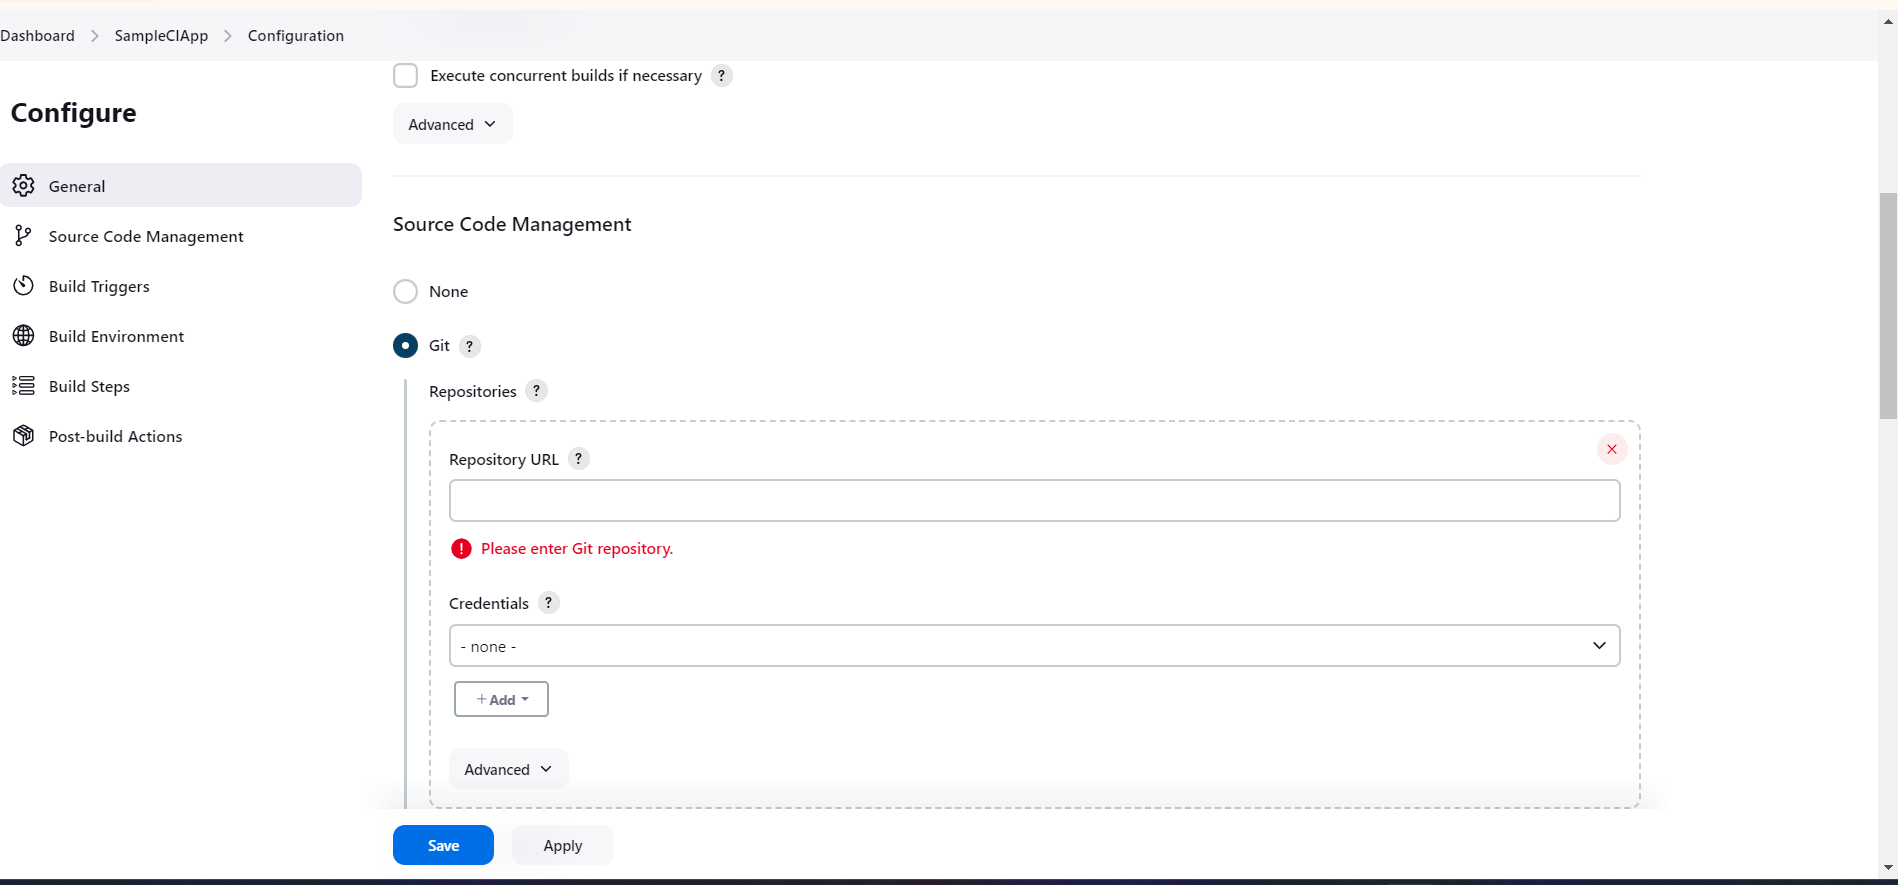 Dashboard > SampleCIApp > Configuration
Configure
General
Source Code Management
Build Triggers
Build Environment
Build Steps
Post-build Actions
Execute concurrent builds if necessary ?
Advanced
Source Code Management
None
Git ?
Repositories ?
Repository URL ?
Please enter Git repository.
Credentials ?
- none -
+ Add
Advanced
Save
Apply